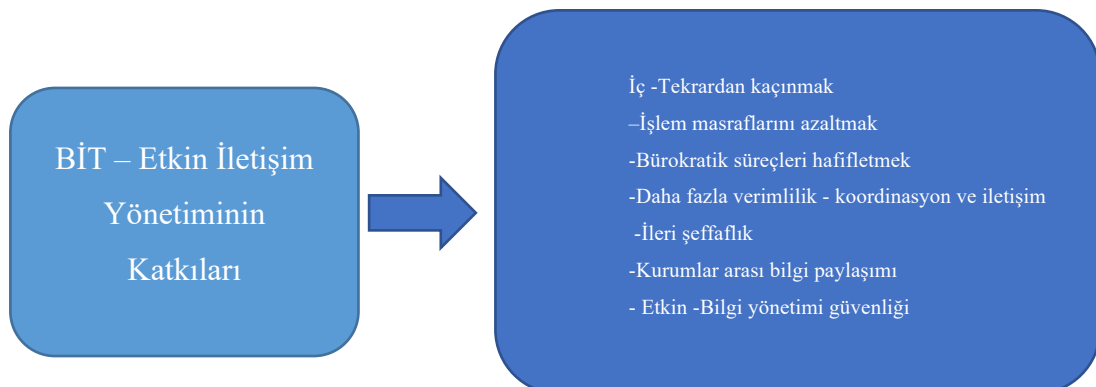 BİT – Etkin İletişim
Yönetiminin
Katkıları
İç -Tekrardan kaçınmak
–İşlem masraflarını azaltmak
-Bürokratik süreçleri hafifletmek
-Daha fazla verimlilik - koordinasyon ve iletişim
-İleri şeffaflık
-Kurumlar arası bilgi paylaşımı
- Etkin -Bilgi yönetimi güvenliği